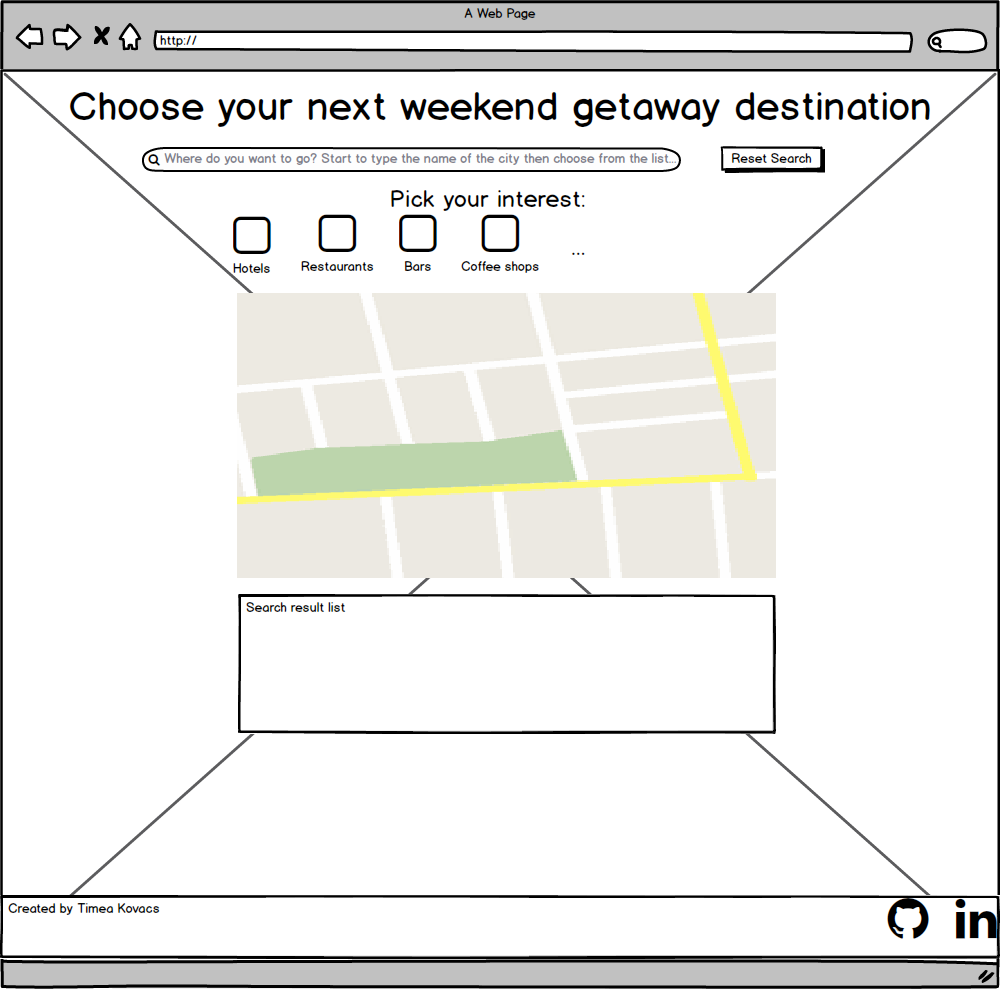 A Web Page
http://
Choose your next weekend getaway destination
Where do you want to go? Start to type the name of the city then choose from the list...
Reset Search
Pick your interest:
Hotels
Restaurants
Bars
Coffee shops
...
Search result list
Created by Timea Kovacs
in